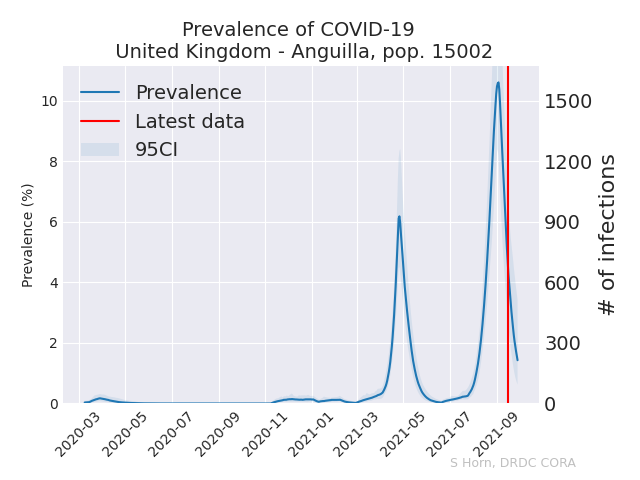 Prevalence of COVID-19
United Kingdom - Anguilla, pop. 15002
Prevalence
Latest data
95CI
Prevalence (%)
10
8
6
4
2
0
1500
1200
900
600
300
0
# of infections
2020-03
2020-05
2020-07
2020-09
2020-11
2021-01
2021-03
2021-05
2021-07
2021-09
S Horn, DRDC CORA